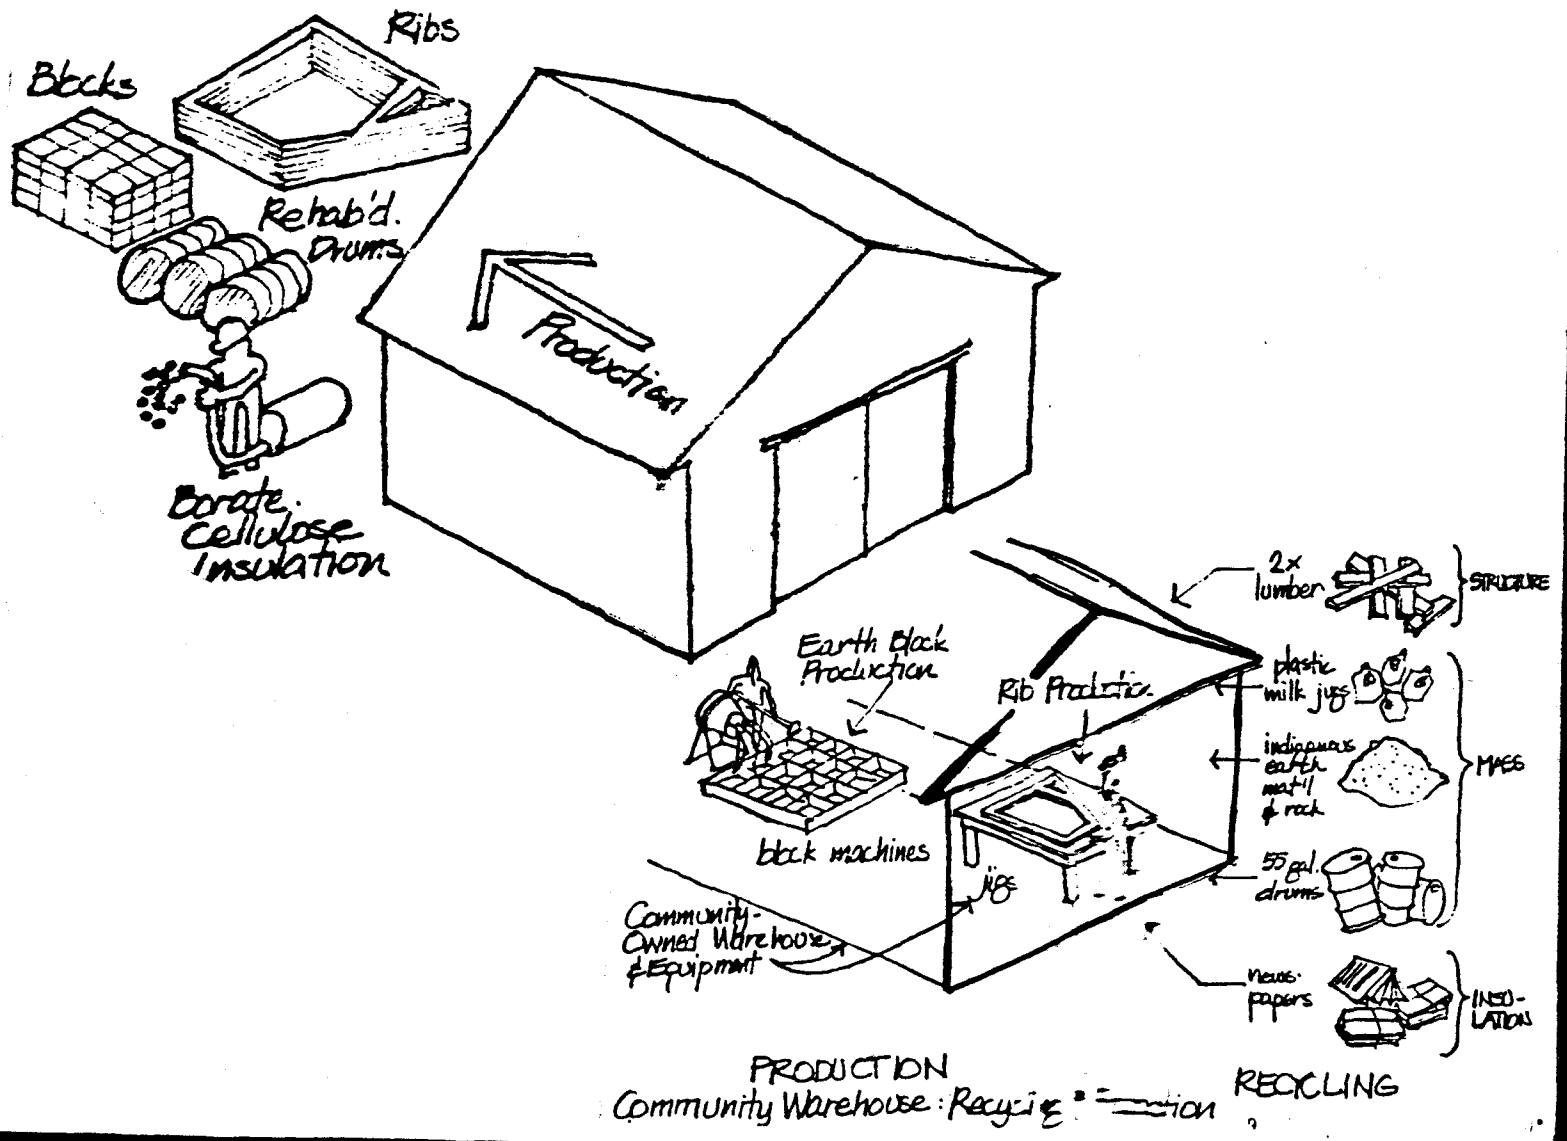 Ribs
Blocks
Rehab'd.
Drums
Production
Borate
Cellulose
Insulation
2x
lumber
STRUCTURE
Earth Block
Production
Rib Production
plastic
milk jugs
indigenous
earth
mat'l
& rock
MASS
block machines
jigs
55 gal.
drums
Community-
Owned Warehouse
& Equipment
news-
papers
INSU-
LATION
PRODUCTION
RECYCLING
Community Warehouse: